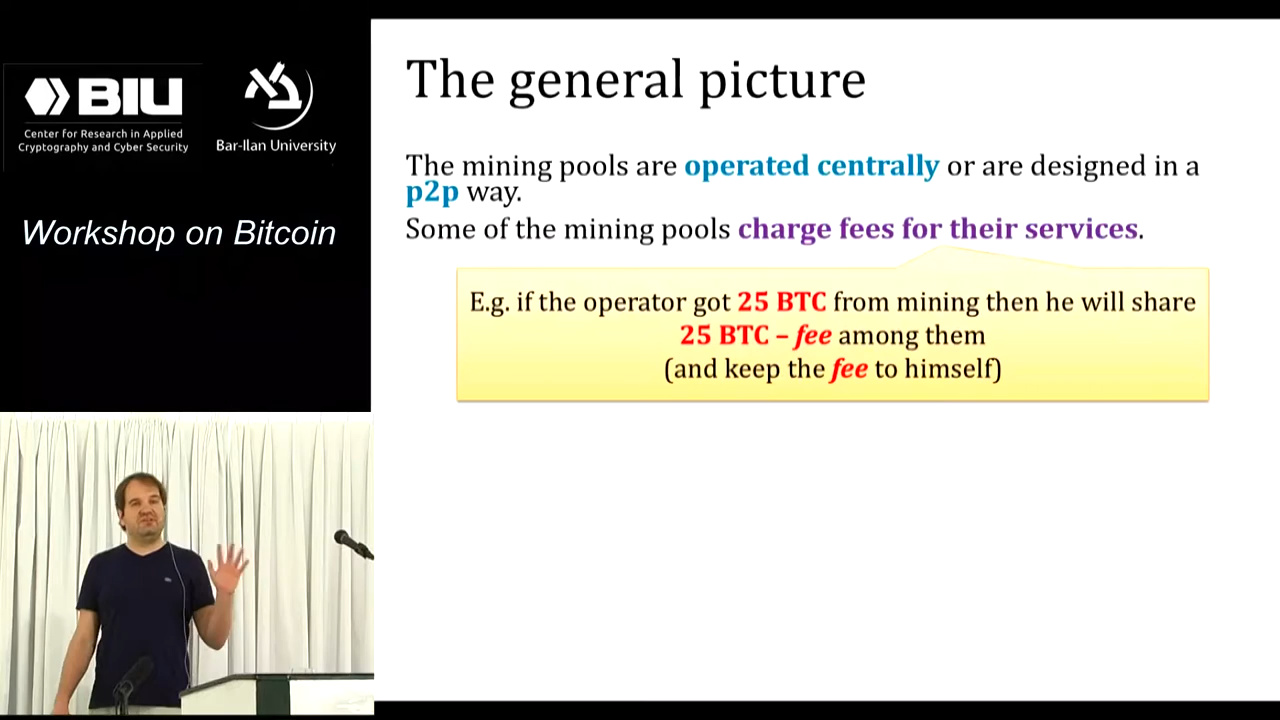 BIU
Center for Research in Applied
Cryptography and Cyber Security
Bar-Ilan University
Workshop on Bitcoin
The general picture
The mining pools are operated centrally or are designed in a
p2p way.
Some of the mining pools charge fees for their services.
E.g. if the operator got 25 BTC from mining then he will share
25 BTC – fee among them
(and keep the fee to himself)